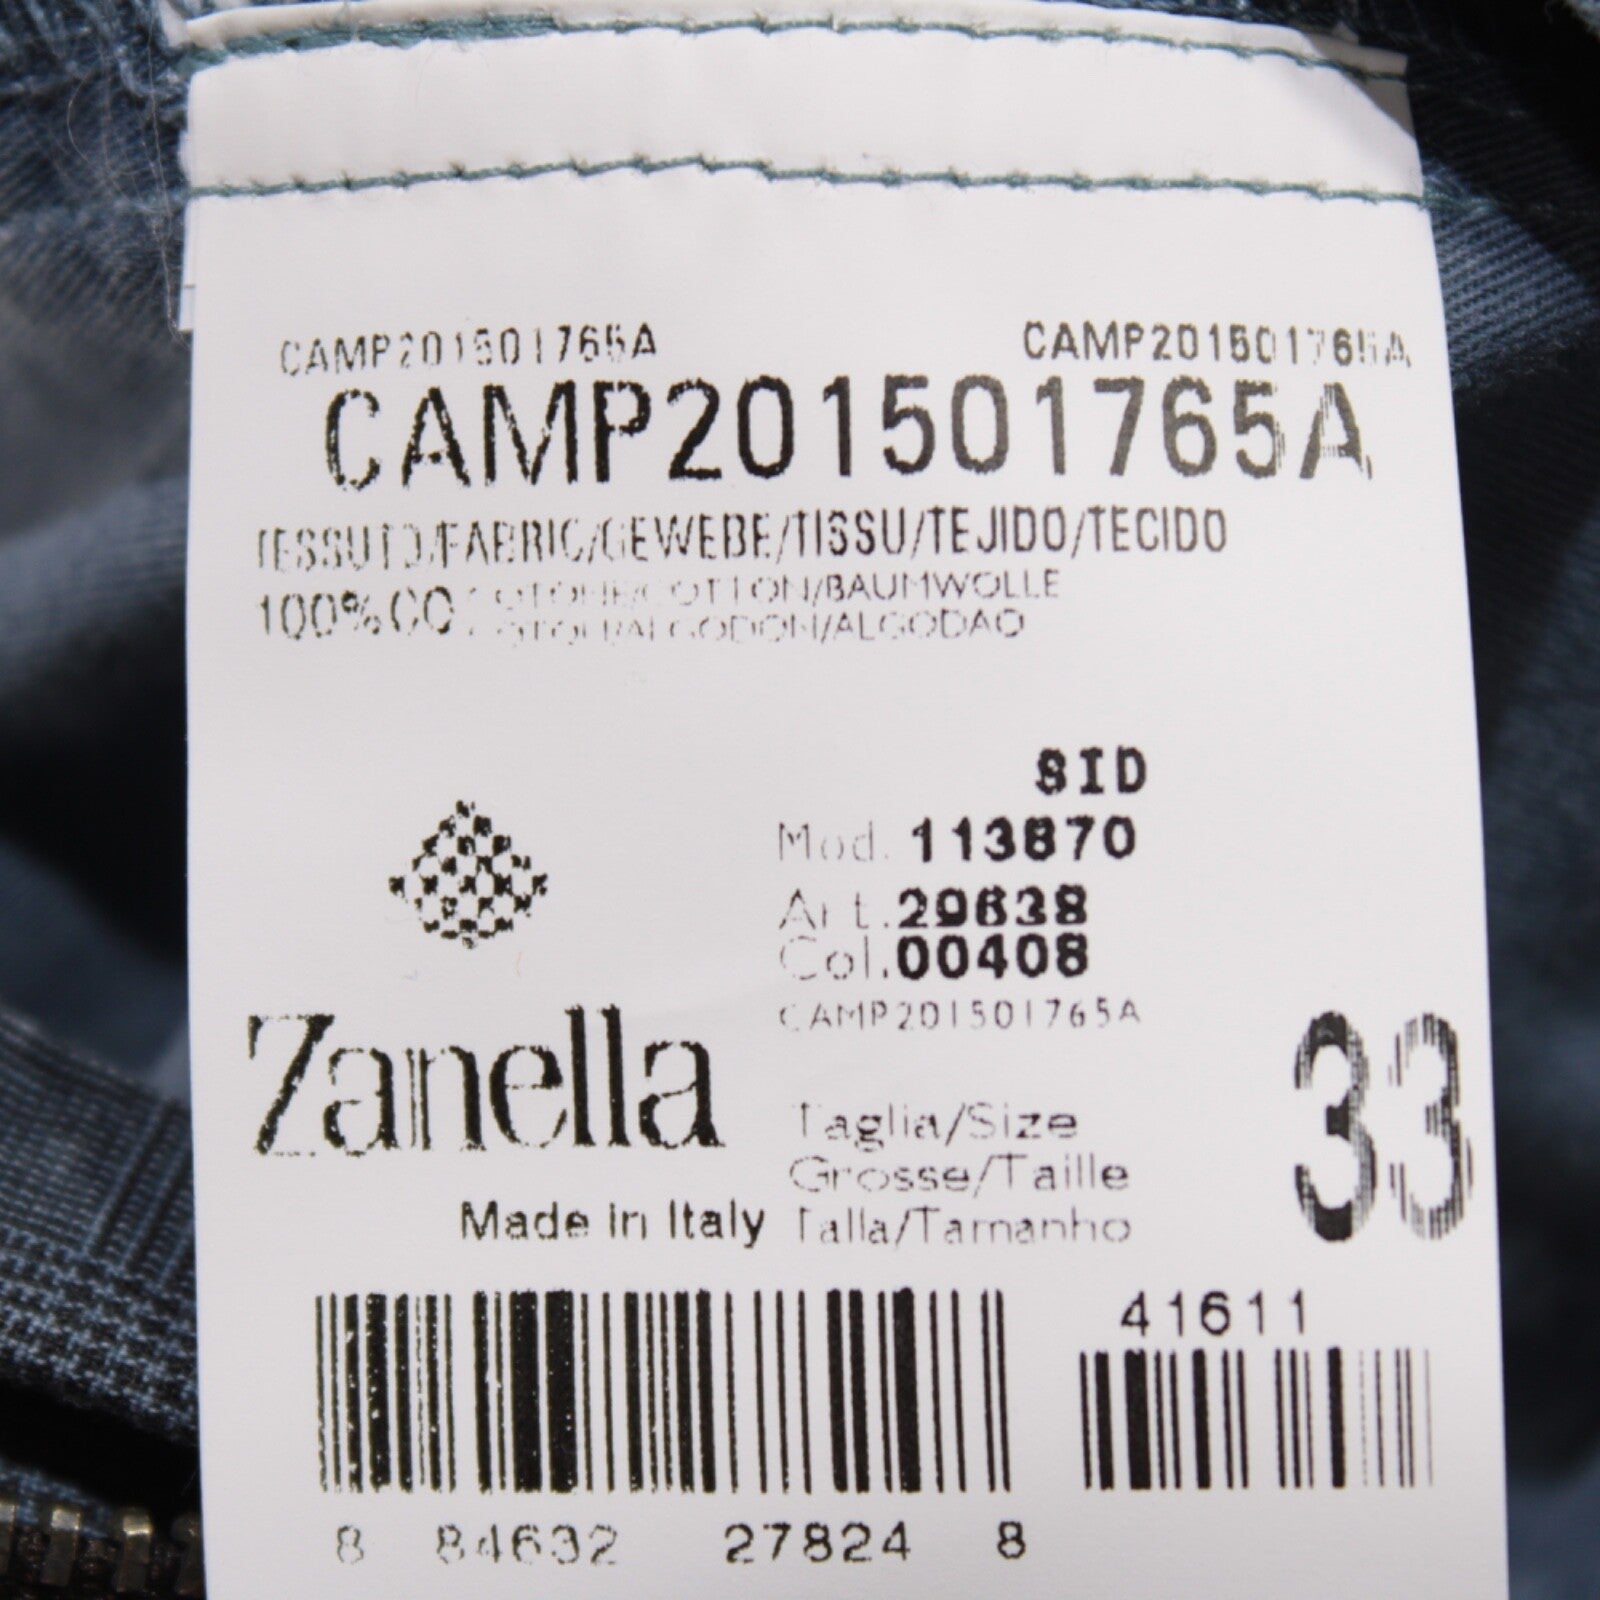 CAMP201501765A CAMP201501765A
CAMP201501765A
TESSUTO/FABRIC/GEWEBE/TISSU/TEJIDO/TECIDO
100%CO COTONE/COTTON/BAUMWOLLE
COTON/ALGODON/ALGODAO
SID
Mod. 113870
Art.29638
Col.00408
CAMP201501765A
Zanella
Made in Italy
Taglia/Size
Grosse/Taille
Talla/Tamanho
33
41611
8 84632 27824 8